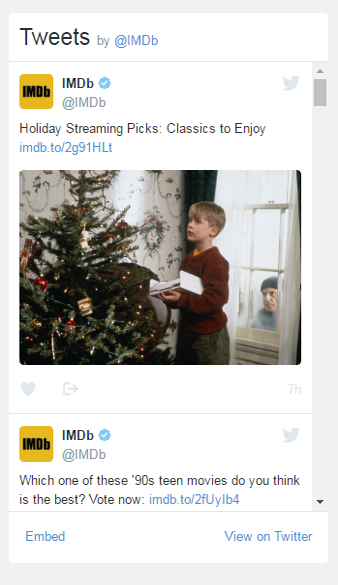 Tweets by @IMDb
IMDb
IMDb
@IMDb
Holiday Streaming Picks: Classics to Enjoy
imdb.to/2g91HLt
7h
IMDb
IMDb
@IMDb
Which one of these '90s teen movies do you think
is the best? Vote now: imdb.to/2fUyIb4
Embed
View on Twitter